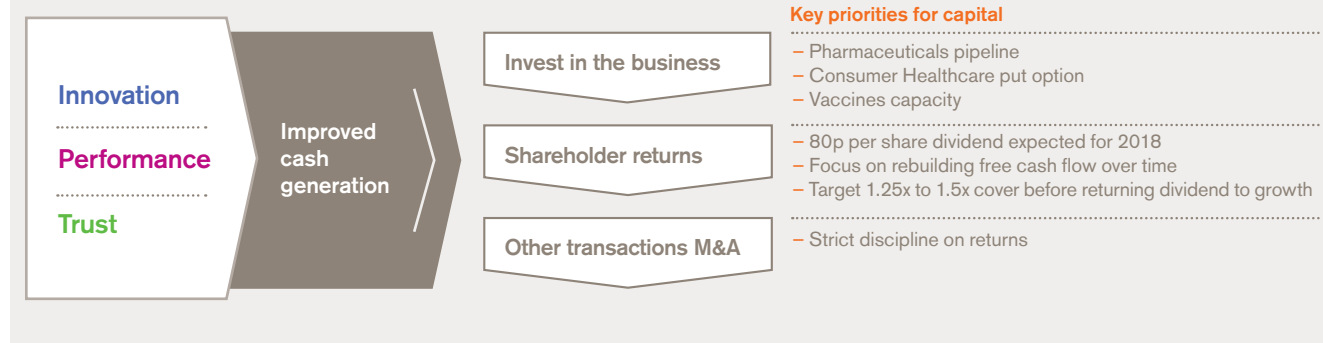 Key priorities for capital
Innovation
Performance
Trust
Improved
cash
generation
Invest in the business
– Pharmaceuticals pipeline
– Consumer Healthcare put option
– Vaccines capacity
Shareholder returns
– 80p per share dividend expected for 2018
– Focus on rebuilding free cash flow over time
– Target 1.25x to 1.5x cover before returning dividend to growth
Other transactions M&A
– Strict discipline on returns